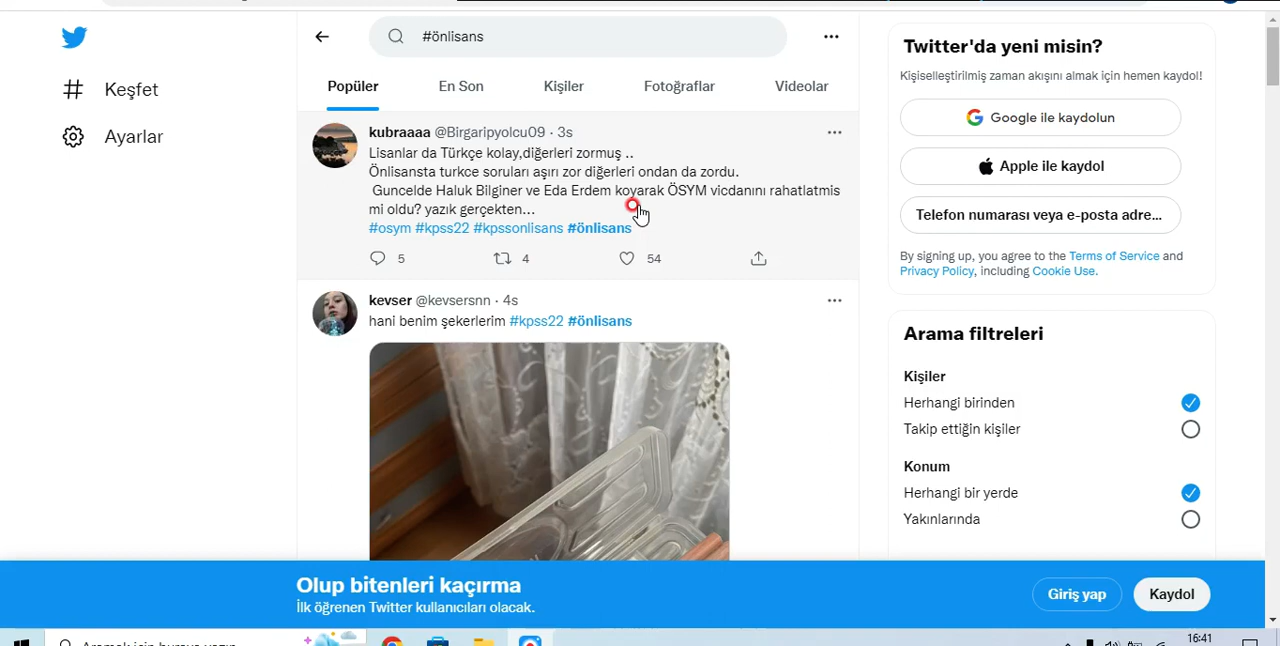 #önlisans
Popüler
En Son
Kişiler
Fotoğraflar
Videolar
Keşfet
Ayarlar
kubraaaa @Birgaripyolcu09 · 3s
Lisanlar da Türkçe kolay,diğerleri zormuş ..
Önlisansta turkce soruları aşırı zor diğerleri ondan da zordu.
Guncelde Haluk Bilginer ve Eda Erdem koyarak ÖSYM vicdanını rahatlatmis
mi oldu? yazık gerçekten...
#osym #kpss22 #kpssonlisans #önlisans
5
4
54
kevser @kevsersnn · 4s
hani benim şekerlerim #kpss22 #önlisans
Twitter'da yeni misin?
Kişiselleştirilmiş zaman akışını almak için hemen kaydol!
Google ile kaydolun
Apple ile kaydol
Telefon numarası veya e-posta adre...
By signing up, you agree to the Terms of Service and
Privacy Policy, including Cookie Use.
Arama filtreleri
Kişiler
Herhangi birinden
Takip ettiğin kişiler
Konum
Herhangi bir yerde
Yakınlarında
Olup bitenleri kaçırma
İlk öğrenen Twitter kullanıcıları olacak.
Giriş yap
Kaydol
Aramak için buraya yazın
16:41